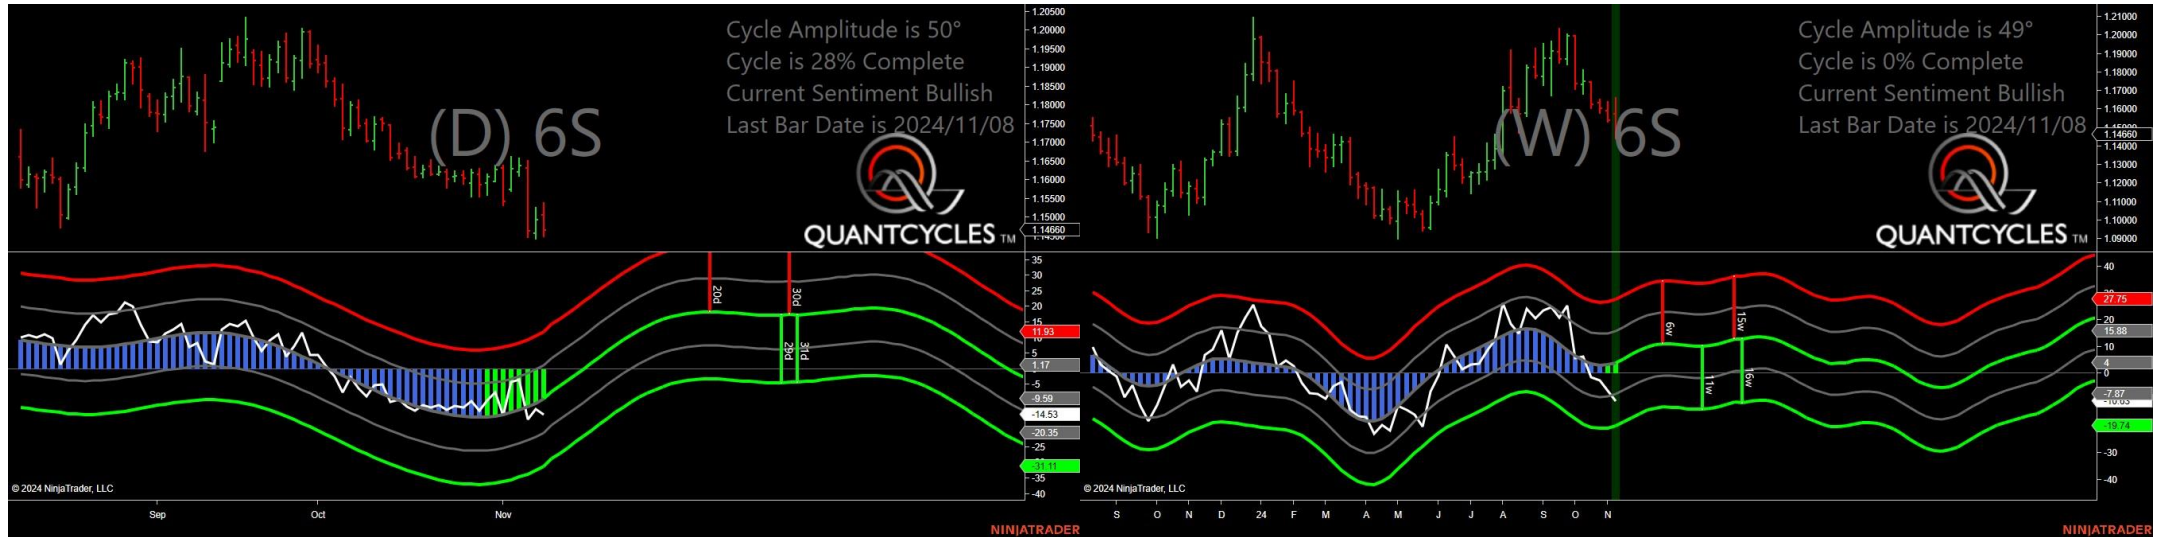 Cycle Amplitude is 50°
Cycle is 28% Complete
Current Sentiment Bullish
Last Bar Date is 2024/11/08
(D) 6S
QUANTCYCLES TM
1.20500
1.20000
1.19500
1.19000
1.18500
1.18000
1.17500
1.17000
1.16500
1.16000
1.15500
1.15000
1.14660
20d
30d
29d
31d
35
30
25
20
15
11.93
5
1.17
-5
-9.59
-14.53
-20.35
-25
-31.11
-35
-40
© 2024 NinjaTrader, LLC
Sep
Oct
Nov
NINJATRADER
Cycle Amplitude is 49°
Cycle is 0% Complete
Current Sentiment Bullish
Last Bar Date is 2024/11/08
(W) 6S
QUANTCYCLES TM
1.21000
1.20000
1.19000
1.18000
1.17000
1.16000
1.14660
1.14000
1.13000
1.12000
1.11000
1.10000
1.09000
6w
15w
11w
16w
40
27.75
20
15.88
10
4
0
-7.87
-19.74
-30
-40
© 2024 NinjaTrader, LLC
S
O
N
D
24
F
M
A
M
J
J
A
S
O
N
NINJATRADER